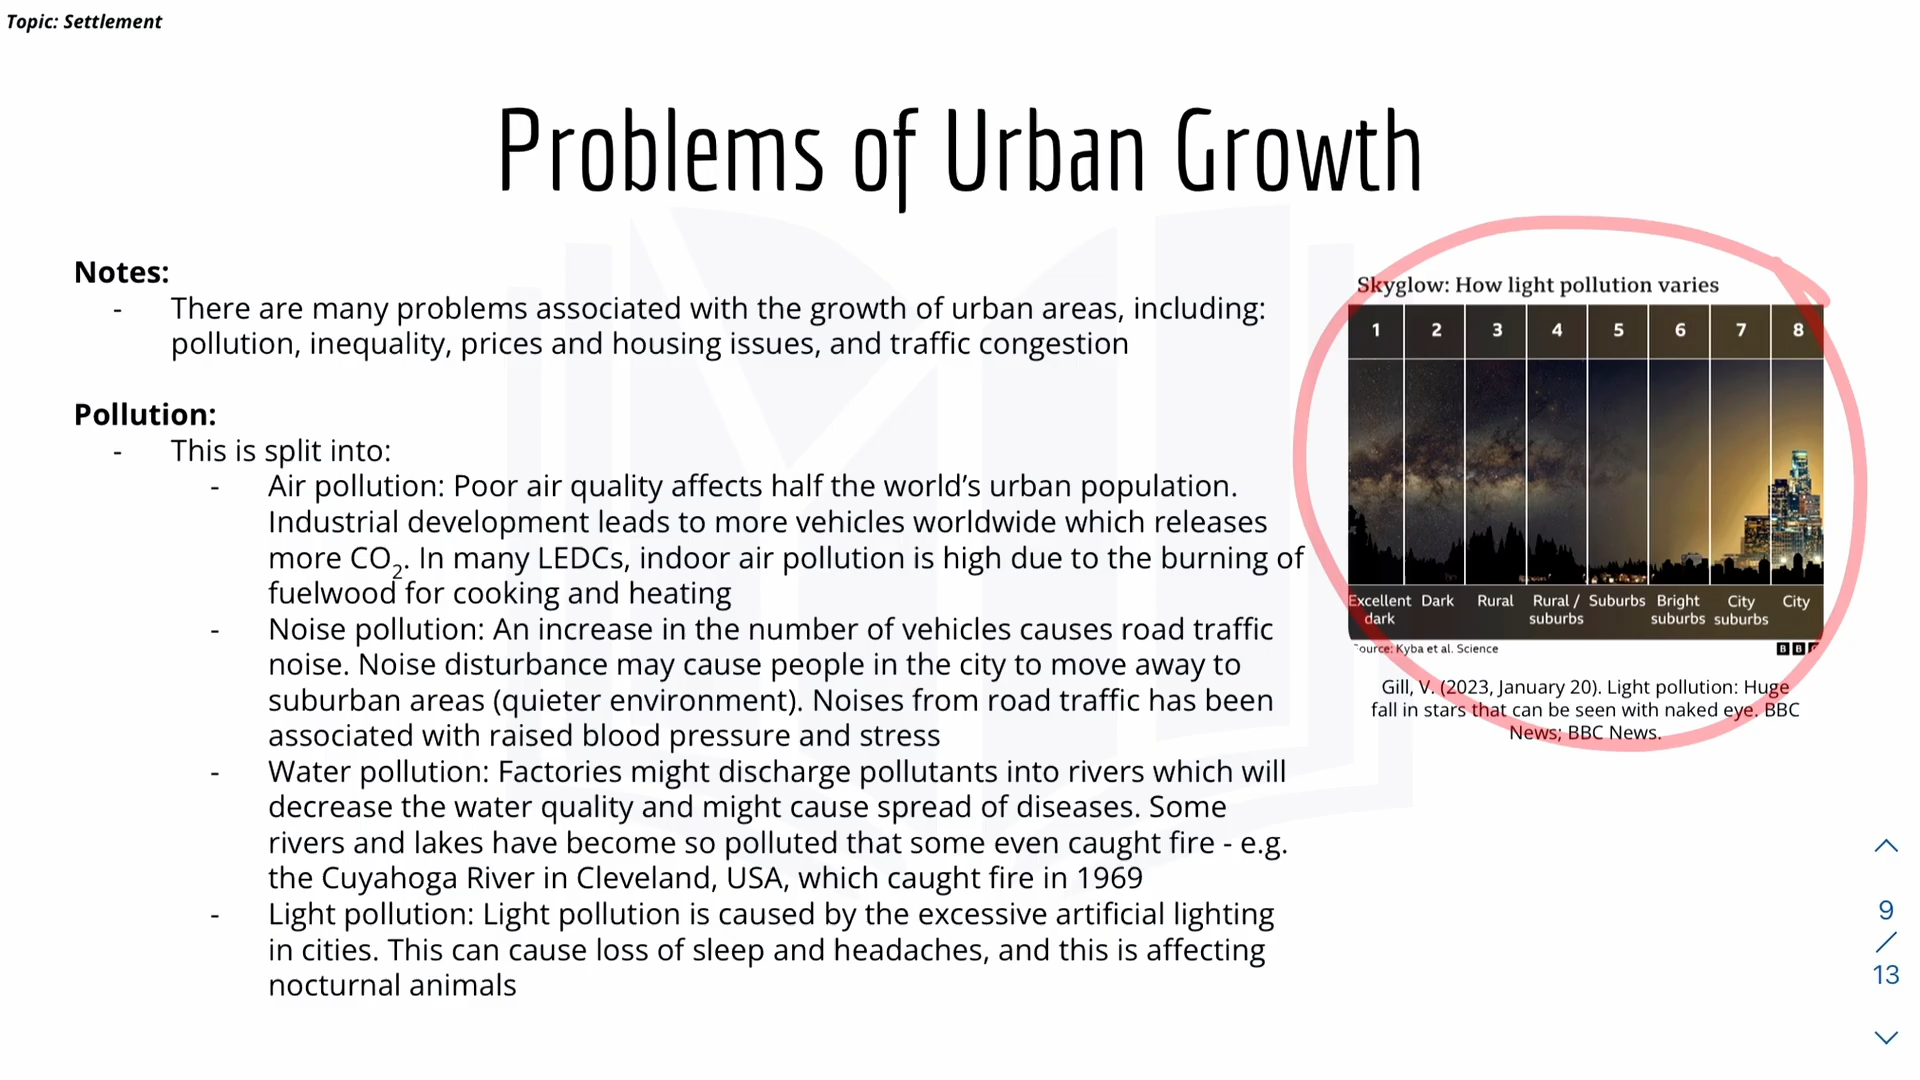 Topic: Settlement
Problems of Urban Growth
Notes:
- There are many problems associated with the growth of urban areas, including:
pollution, inequality, prices and housing issues, and traffic congestion
Pollution:
- This is split into:
- Air pollution: Poor air quality affects half the world's urban population.
Industrial development leads to more vehicles worldwide which releases
more CO₂. In many LEDCs, indoor air pollution is high due to the burning of
fuelwood for cooking and heating
- Noise pollution: An increase in the number of vehicles causes road traffic
noise. Noise disturbance may cause people in the city to move away to
suburban areas (quieter environment). Noises from road traffic has been
associated with raised blood pressure and stress
- Water pollution: Factories might discharge pollutants into rivers which will
decrease the water quality and might cause spread of diseases. Some
rivers and lakes have become so polluted that some even caught fire - e.g.
the Cuyahoga River in Cleveland, USA, which caught fire in 1969
- Light pollution: Light pollution is caused by the excessive artificial lighting
in cities. This can cause loss of sleep and headaches, and this is affecting
nocturnal animals
Skyglow: How light pollution varies
1 2 3 4 5 6 7 8
Excellent Dark Rural Rural / Suburbs Bright City City
dark suburbs suburbs suburbs
Source: Kyba et al. Science BBC
Gill, V. (2023, January 20). Light pollution: Huge
fall in stars that can be seen with naked eye. BBC
News; BBC News.
9
/
13